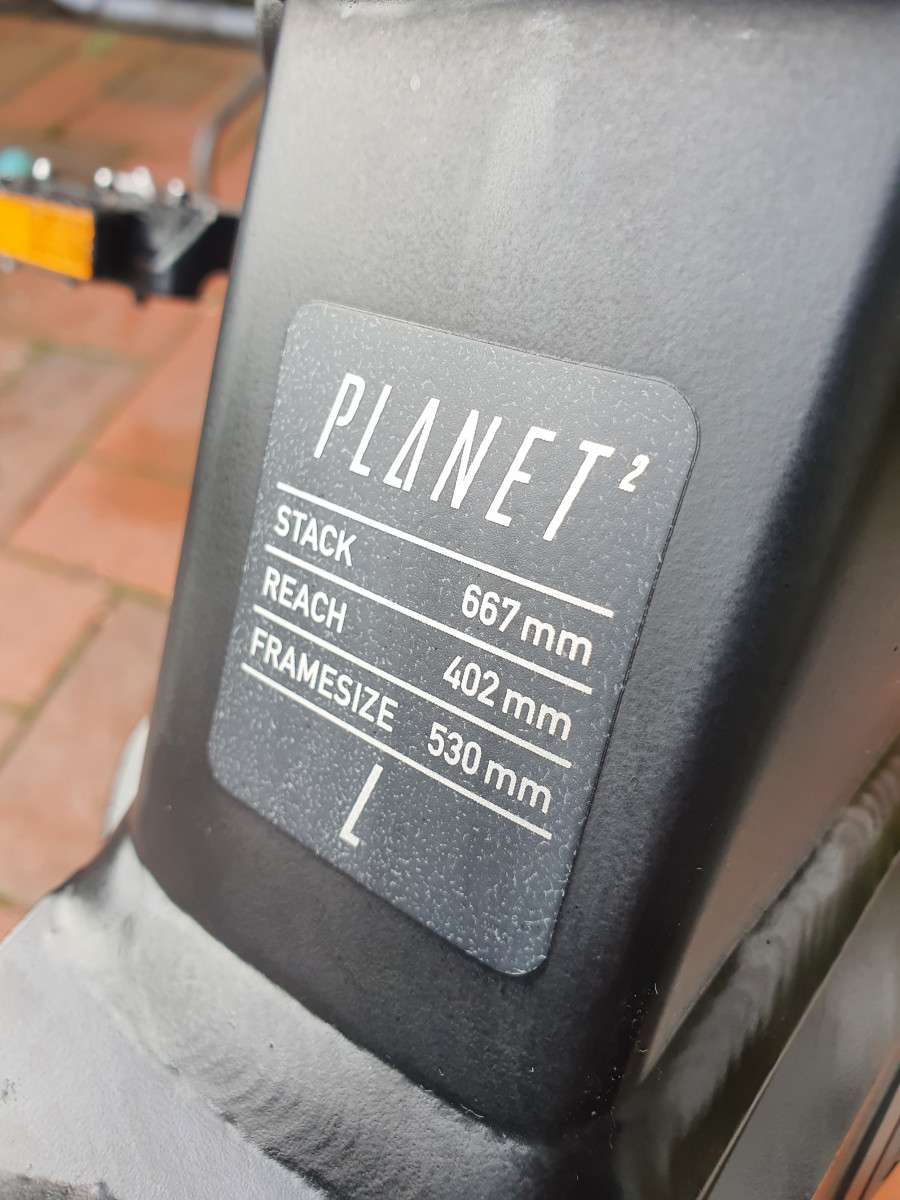 PLANET²
STACK 667 mm
REACH 402 mm
FRAMESIZE 530 mm
L